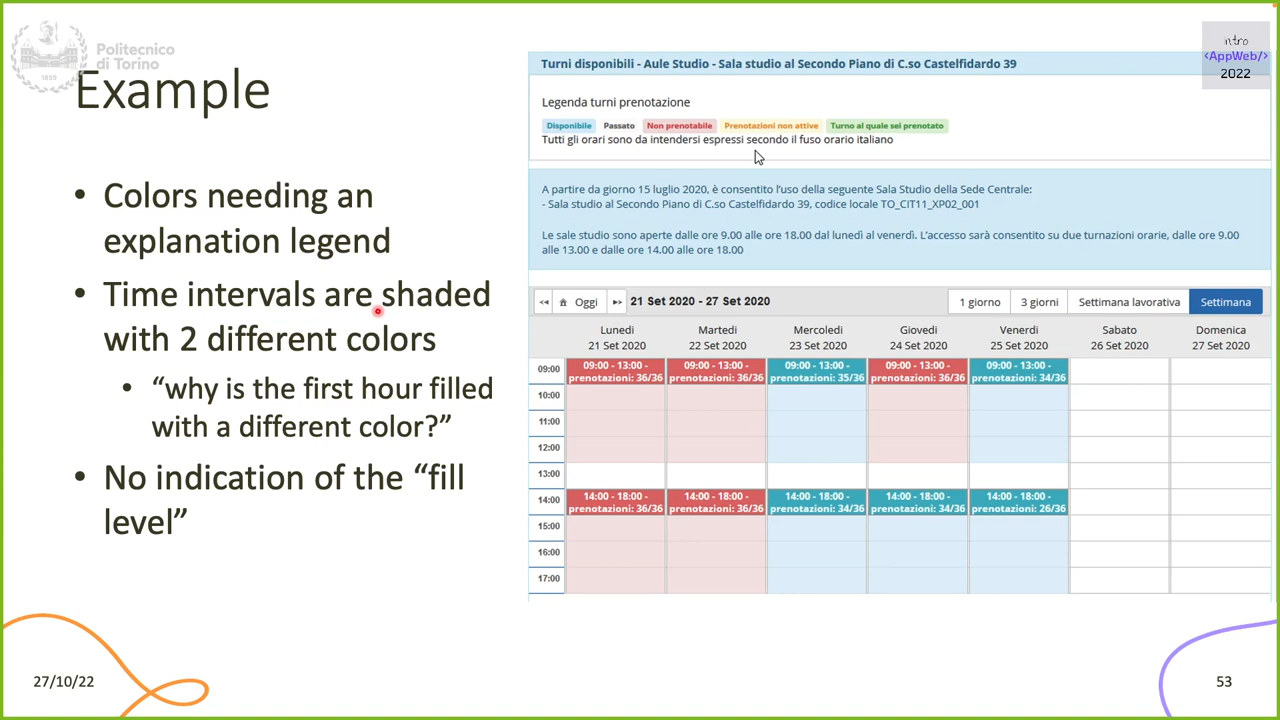 Politecnico
di Torino
1859
Example
• Colors needing an
explanation legend
• Time intervals are shaded
with 2 different colors
• “why is the first hour filled
with a different color?”
• No indication of the “fill
level”
intro
<AppWeb/>
2022
Turni disponibili - Aule Studio - Sala studio al Secondo Piano di C.so Castelfidardo 39
Legenda turni prenotazione
Disponibile Passato Non prenotabile Prenotazioni non attive Turno al quale sei prenotato
Tutti gli orari sono da intendersi espressi secondo il fuso orario italiano
A partire da giorno 15 luglio 2020, è consentito l'uso della seguente Sala Studio della Sede Centrale:
- Sala studio al Secondo Piano di C.so Castelfidardo 39, codice locale TO_CIT11_XP02_001
Le sale studio sono aperte dalle ore 9.00 alle ore 18.00 dal lunedì al venerdì. L'accesso sarà consentito su due turnazioni orarie, dalle ore 9.00
alle 13.00 e dalle ore 14.00 alle ore 18.00
Oggi 21 Set 2020 - 27 Set 2020 1 giorno 3 giorni Settimana lavorativa Settimana
Lunedì Martedì Mercoledì Giovedì Venerdì Sabato Domenica
21 Set 2020 22 Set 2020 23 Set 2020 24 Set 2020 25 Set 2020 26 Set 2020 27 Set 2020
09:00 09:00 - 13:00 - 09:00 - 13:00 - 09:00 - 13:00 - 09:00 - 13:00 - 09:00 - 13:00 -
prenotazioni: 36/36 prenotazioni: 36/36 prenotazioni: 35/36 prenotazioni: 36/36 prenotazioni: 34/36
10:00
11:00
12:00
13:00
14:00 14:00 - 18:00 - 14:00 - 18:00 - 14:00 - 18:00 - 14:00 - 18:00 - 14:00 - 18:00 -
prenotazioni: 36/36 prenotazioni: 36/36 prenotazioni: 34/36 prenotazioni: 34/36 prenotazioni: 26/36
15:00
16:00
17:00
27/10/22
53